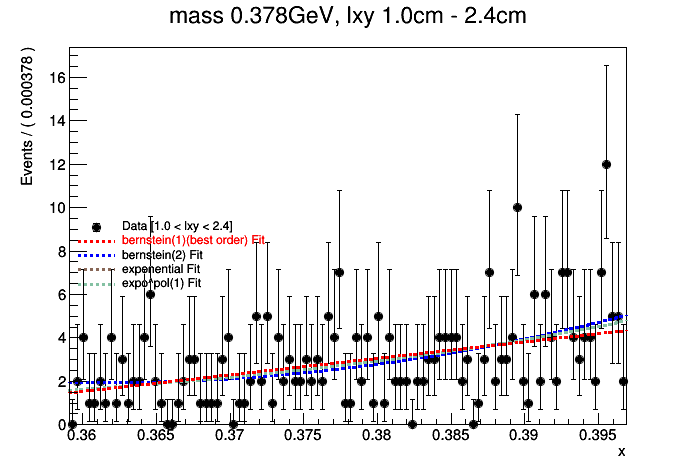 mass 0.378GeV, lxy 1.0cm - 2.4cm
Events / ( 0.000378 )
16
14
12
10
8
6
4
2
0
Data [1.0 < lxy < 2.4]
bernstein(1)(best order) Fit
bernstein(2) Fit
exponential Fit
expo*pol(1) Fit
0.36 0.365 0.37 0.375 0.38 0.385 0.39 0.395
x